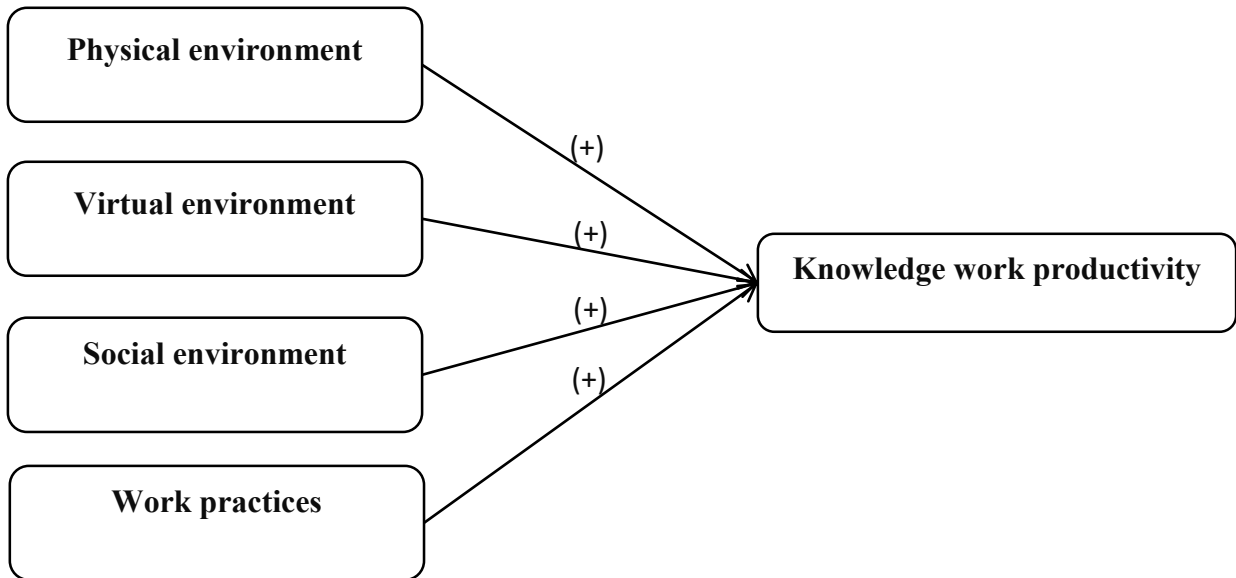 Physical environment
(+)
Virtual environment
(+)
Knowledge work productivity
(+)
Social environment
(+)
Work practices